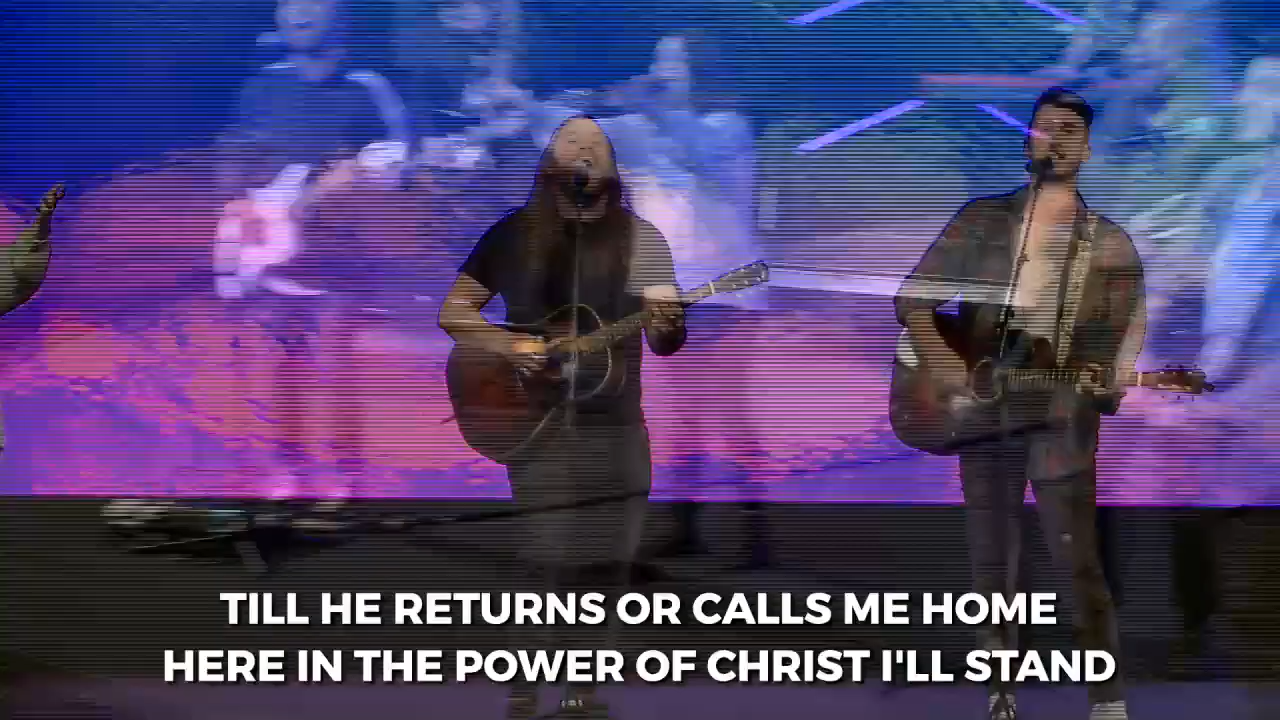 TILL HE RETURNS OR CALLS ME HOME
HERE IN THE POWER OF CHRIST I'LL STAND